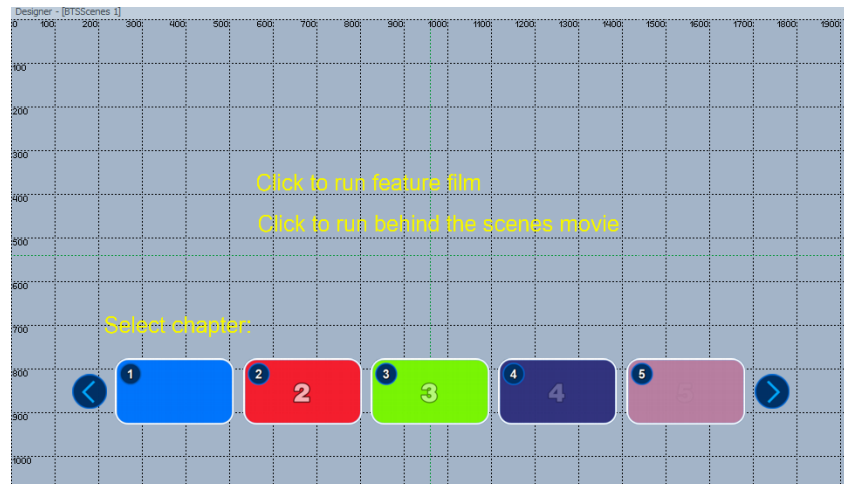 Designer - [BTSScenes 1]
0 100 200 300 400 500 600 700 800 900 1000 1100 1200 1300 1400 1500 1600 1700 1800 1900
100
200
300
Click to run feature film
400
Click to run behind the scenes movie
500
600
Select chapter:
700
800
1 2 3 4 5
2 3 4 5
900
1000